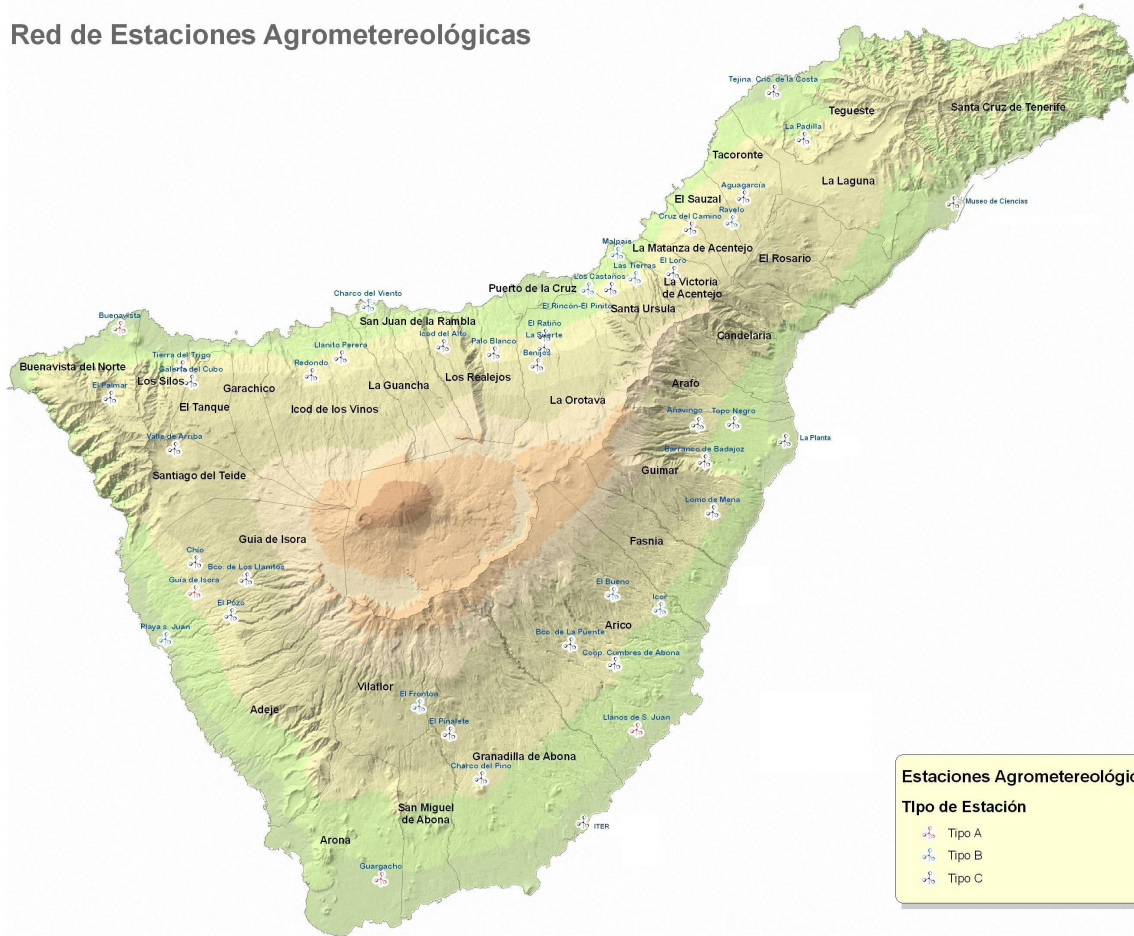 Red de Estaciones Agrometereológicas
Tejina. Cno. de la Costa
Tegueste
Santa Cruz de Tenerife
La Padilla
Tacoronte
La Laguna
Aguagarcía
El Sauzal
Museo de Ciencias
Ravelo
Cruz del Camino
Malpais
La Matanza de Acentejo
El Rosario
Las Tierras
El Loro
Los Castaños
La Victoria
de Acentejo
Puerto de la Cruz
Charco del Viento
El Rincón-El Pinito
Santa Ursula
Buenavista
San Juan de la Rambla
El Ratiño
Icod del Alto
La Suerte
Candelaria
Palo Blanco
Llanito Perera
Benijos
Tierra del Trigo
Redondo
Buenavista del Norte
Galería del Cubo
Los Silos
El Palmar
Garachico
La Guancha
Los Realejos
Arafo
La Orotava
El Tanque
Icod de los Vinos
Añavingo
Topo Negro
Valle de Arriba
La Planta
Barranco de Badajoz
Santiago del Teide
Guimar
Lomo de Mena
Guia de Isora
Fasnia
Chio
Bco. de Los Llanitos
Guía de Isora
El Bueno
El Pozo
Icor
Playa s. Juan
Arico
Bco. de La Puente
Coop. Cumbres de Abona
Vilaflor
El Fronton
Adeje
El Pinalete
Llanos de S. Juan
Granadilla de Abona
Charco del Pino
San Miguel
de Abona
ITER
Arona
Guargacho
Estaciones Agrometereológic
TIpo de Estación
Tipo A
Tipo B
Tipo C